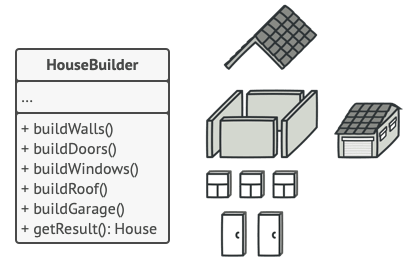 HouseBuilder
...
+ buildWalls()
+ buildDoors()
+ buildWindows()
+ buildRoof()
+ buildGarage()
+ getResult(): House